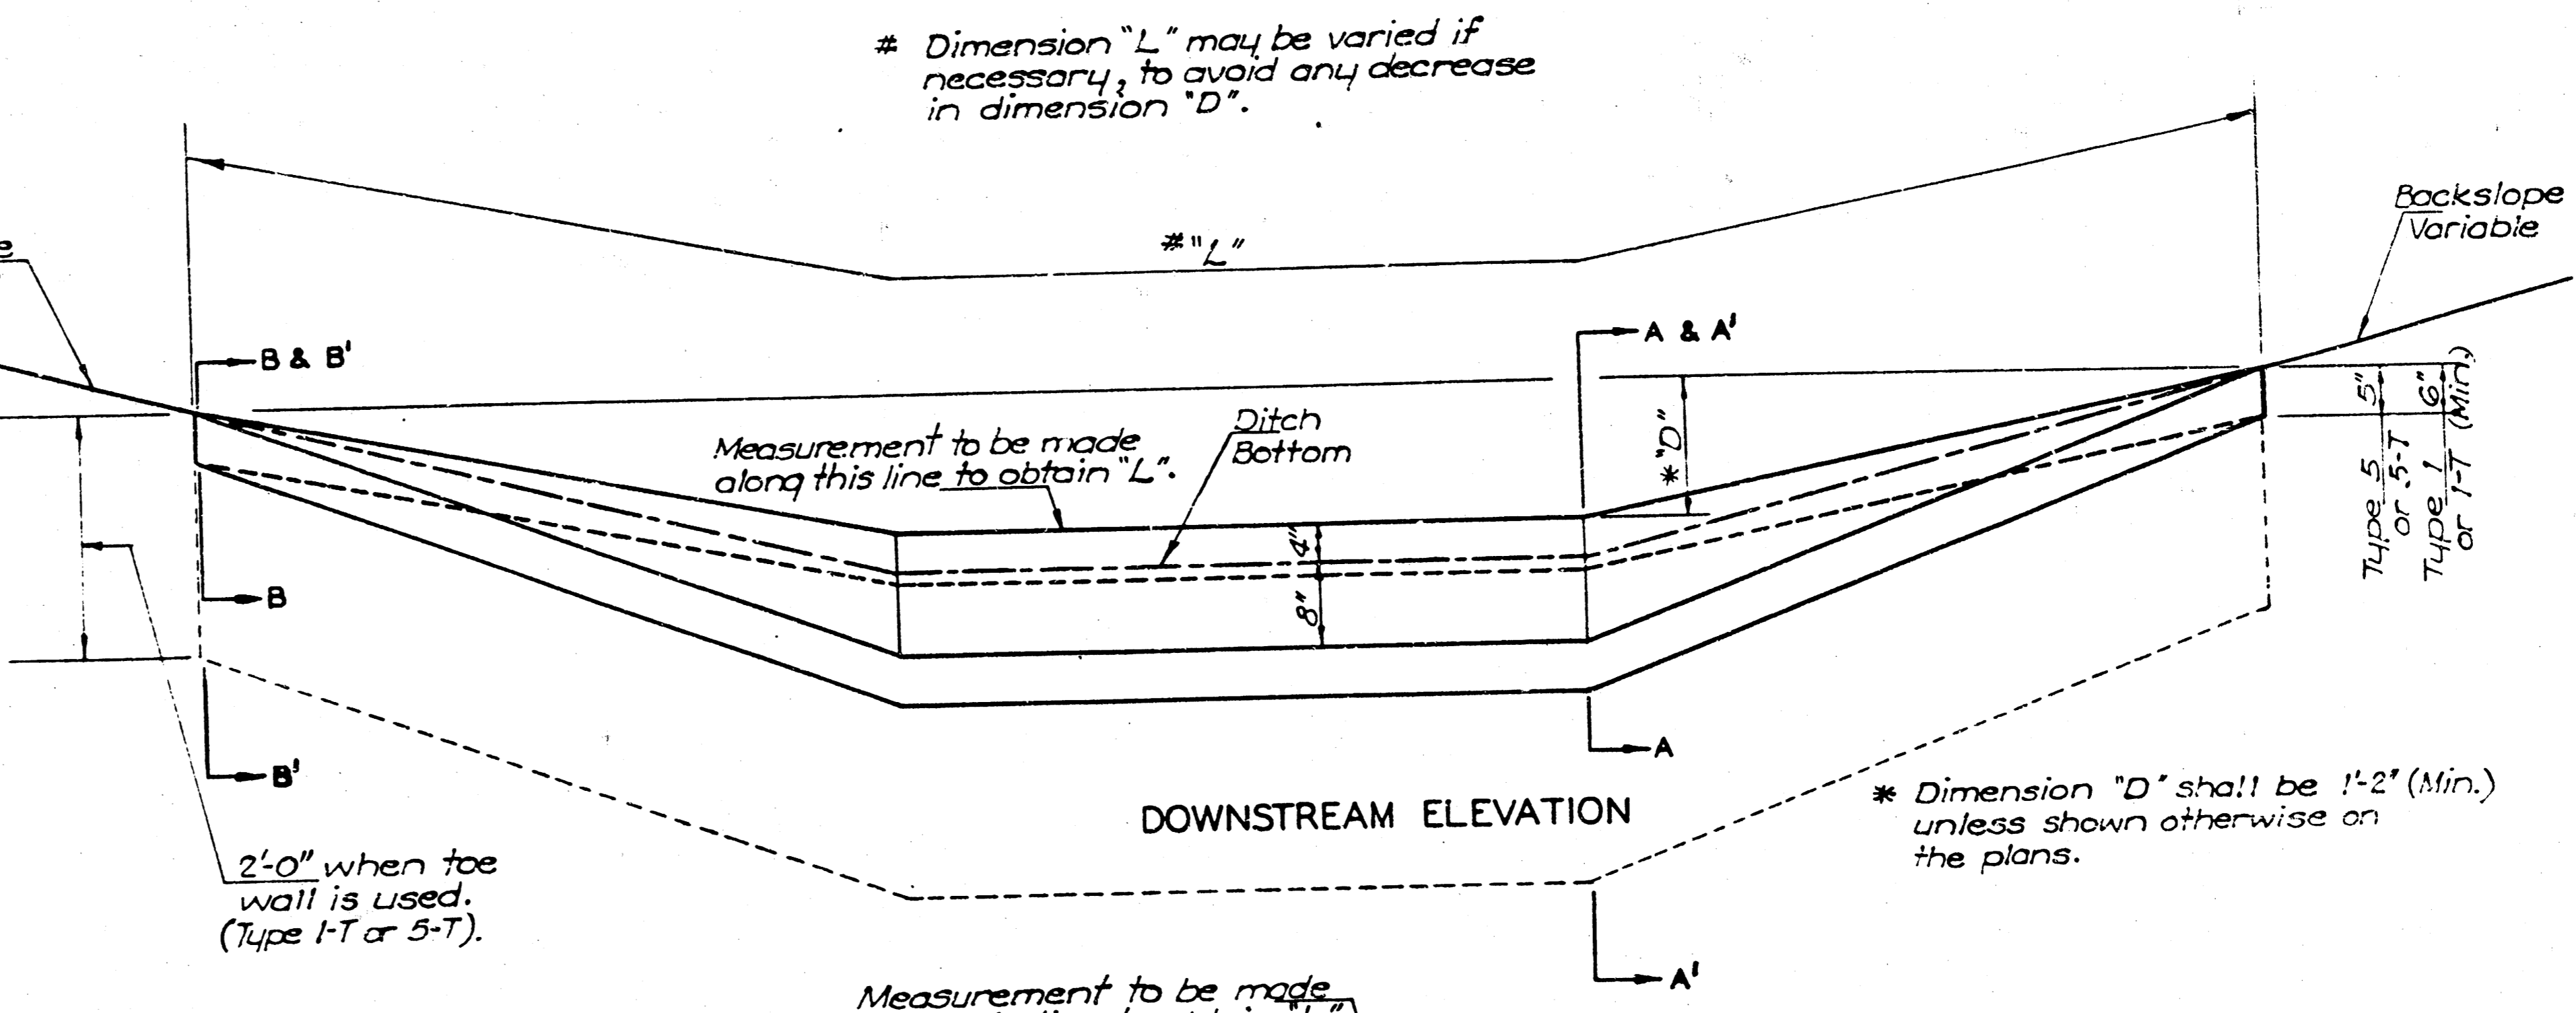 # Dimension "L" may be varied if
necessary, to avoid any decrease
in dimension "D".
# "L"
Backslope
Variable
e
B & B'
A & A'
Measurement to be made
along this line to obtain "L".
Ditch
Bottom
* "D"
5"
6"
(Min.)
Type 5
or 5-T
Type 1
or 1-T
4"
8"
B
B'
A
A'
DOWNSTREAM ELEVATION
* Dimension "D" shall be 1'-2" (Min.)
unless shown otherwise on
the plans.
2'-0" when toe
wall is used.
(Type 1-T or 5-T).
Measurement to be made